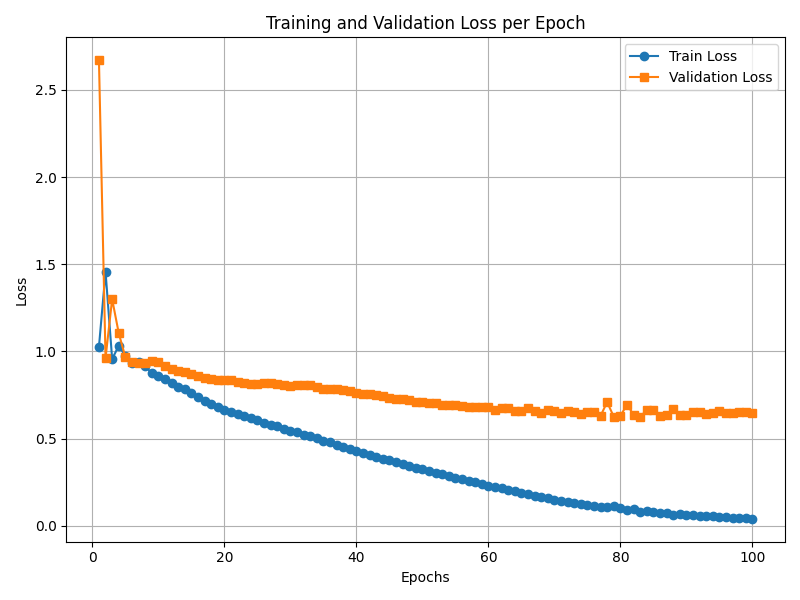 Training and Validation Loss per Epoch
Train Loss
Validation Loss
2.5
2.0
1.5
1.0
0.5
0.0
Loss
0 20 40 60 80 100
Epochs